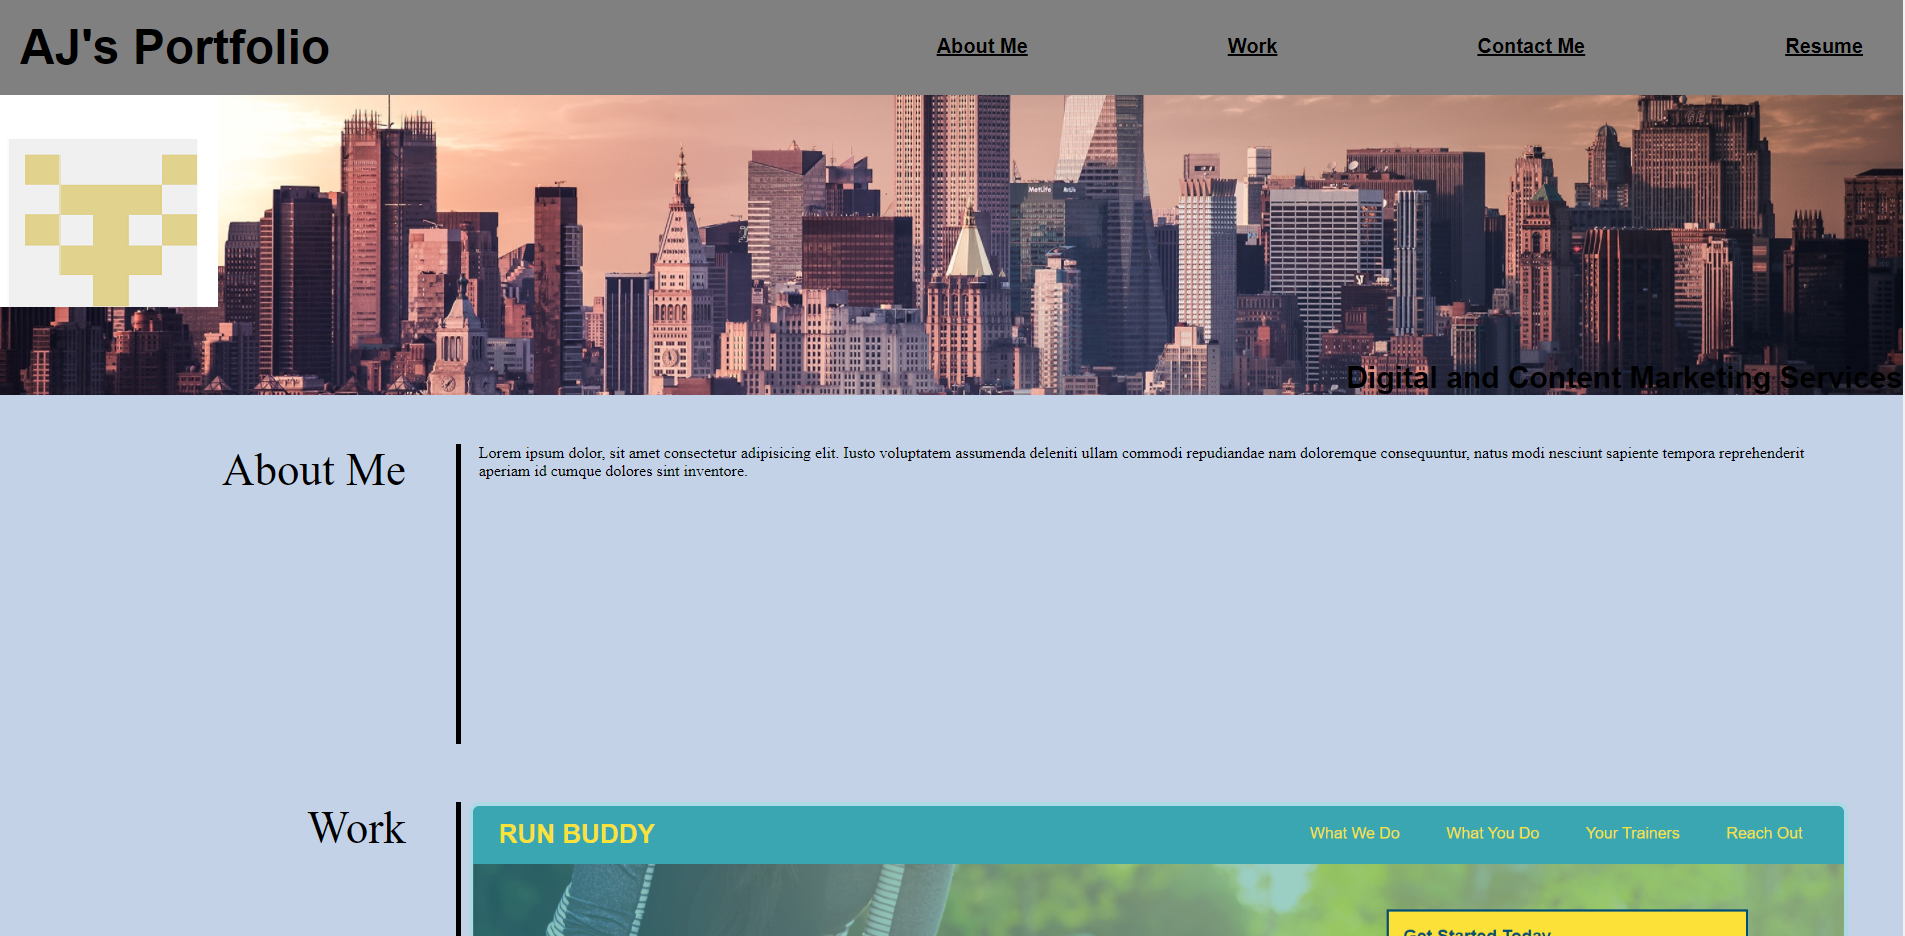 AJ's Portfolio
About Me
Work
Contact Me
Resume
MetLife
Digital and Content Marketing Services
About Me
Lorem ipsum dolor, sit amet consectetur adipisicing elit. Iusto voluptatem assumenda deleniti ullam commodi repudiandae nam doloremque consequuntur, natus modi nesciunt sapiente tempora reprehenderit
aperiam id cumque dolores sint inventore.
Work
RUN BUDDY
What We Do
What You Do
Your Trainers
Reach Out
Get Started Today